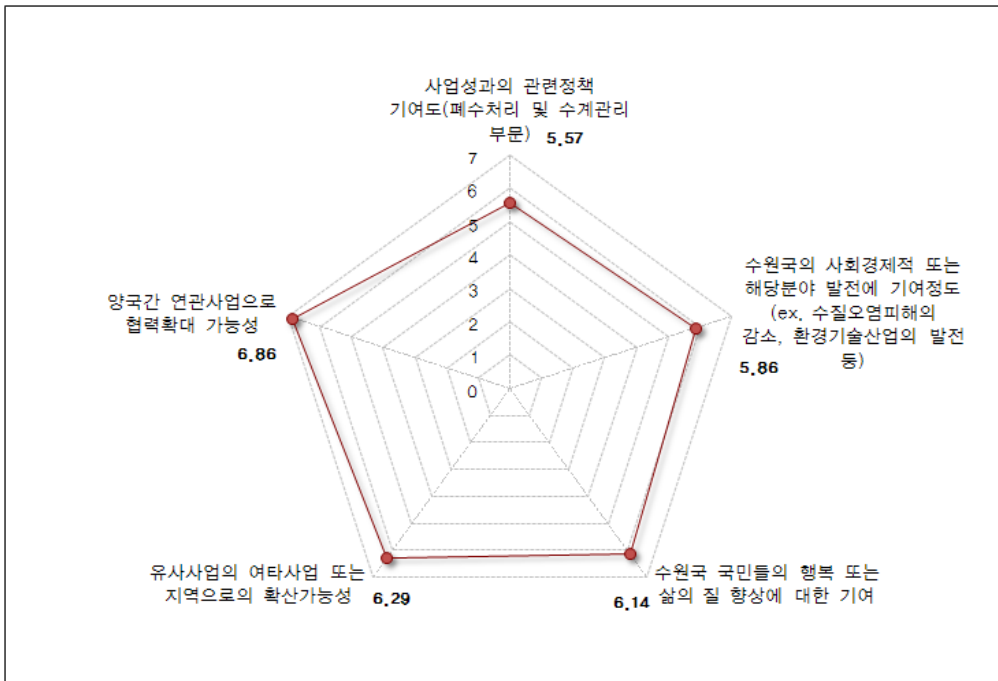 사업성과의 관련정책
기여도(폐수처리 및 수계관리
부문) 5.57
7
6
5
4
3
2
1
0
수원국의 사회경제적 또는
해당분야 발전에 기여정도
(ex. 수질오염피해의
감소, 환경기술산업의 발전
등)
5.86
양국간 연관사업으로
협력확대 가능성
6.86
유사사업의 여타사업 또는
지역으로의 확산가능성 6.29
수원국 국민들의 행복 또는
삶의 질 향상에 대한 기여
6.14